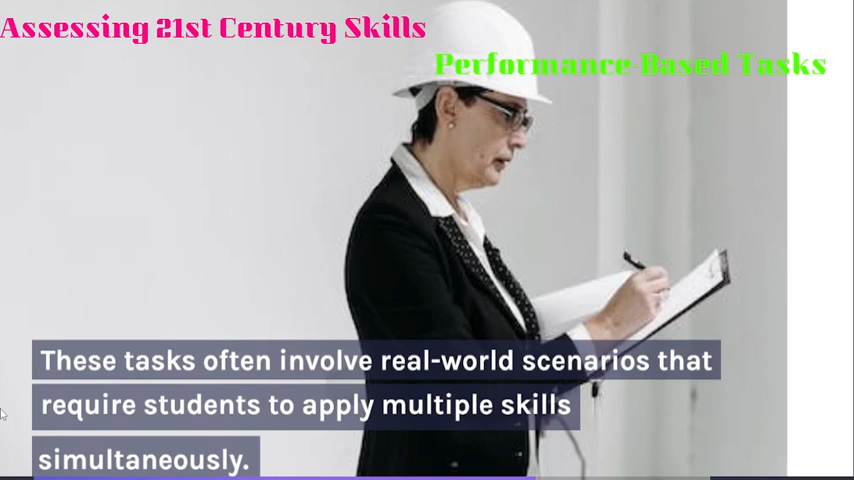 Assessing 21st Century Skills
Performance-Based Tasks
These tasks often involve real-world scenarios that
require students to apply multiple skills
simultaneously.